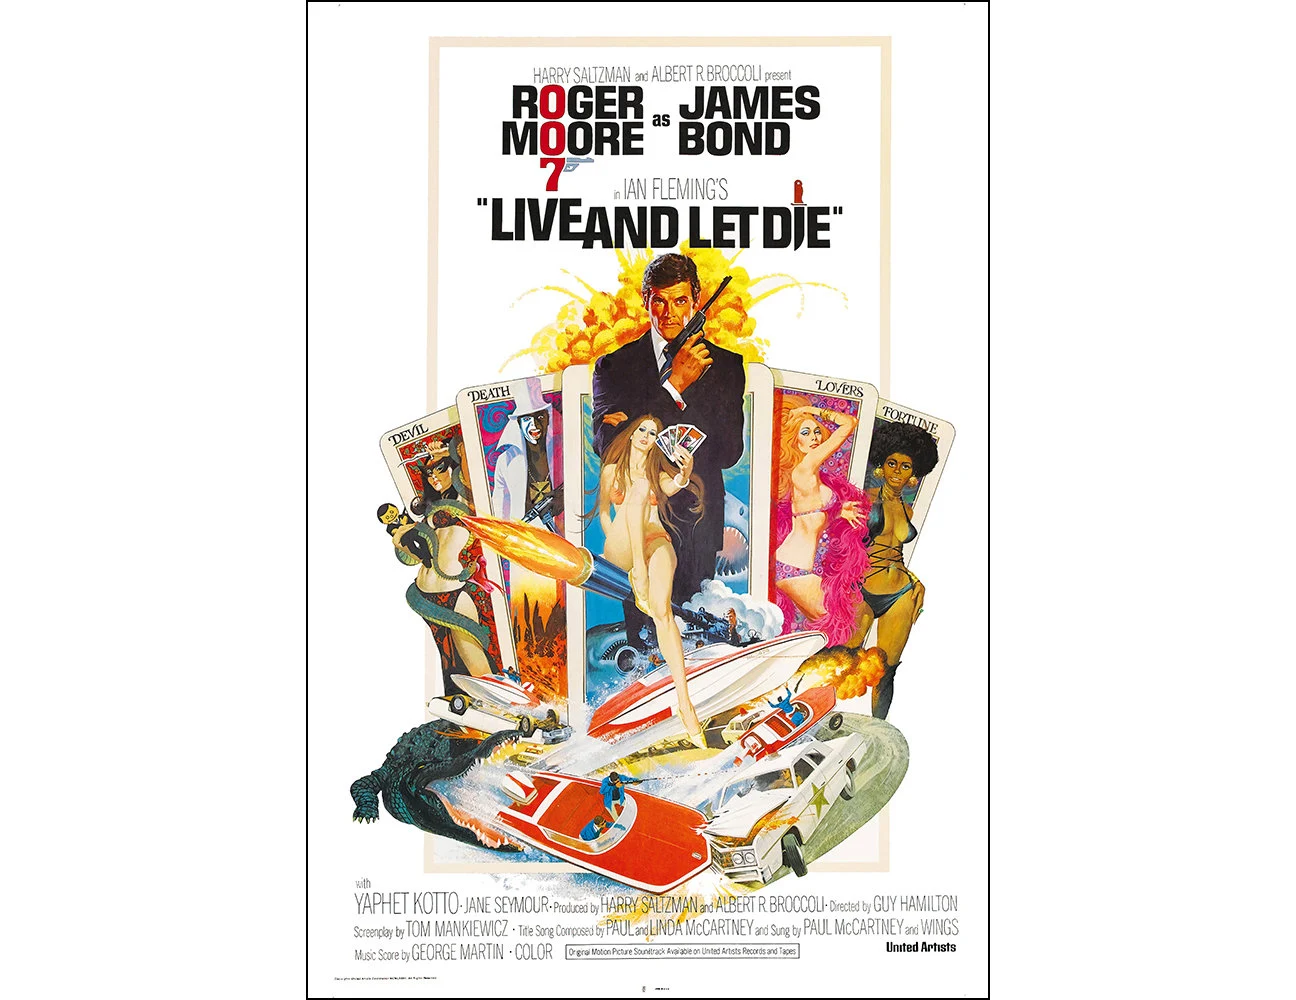 HARRY SALTZMAN and ALBERT R. BROCCOLI present
ROGER MOORE as JAMES BOND
007
in IAN FLEMING'S
"LIVE AND LET DIE"
DEVIL
DEATH
LOVERS
FORTUNE
with
YAPHET KOTTO · JANE SEYMOUR · Produced by HARRY SALTZMAN and ALBERT R. BROCCOLI · Directed by GUY HAMILTON
Screenplay by TOM MANKIEWICZ · Title Song Composed by PAUL and LINDA McCARTNEY and Sung by PAUL McCARTNEY and WINGS
Music Score by GEORGE MARTIN · COLOR
Original Motion Picture Soundtrack Available on United Artists Records and Tapes
United Artists